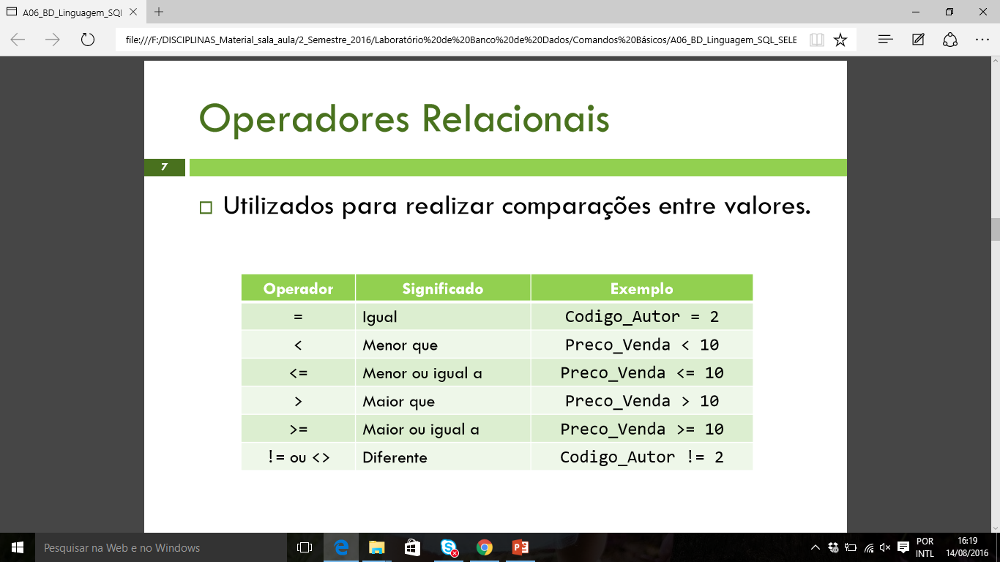 A06_BD_Linguagem_SQl
file:///F:/DISCIPLINAS_Material_sala_aula/2_Semestre_2016/Laboratório%20de%20Banco%20de%20Dados/Comandos%20Básicos/A06_BD_Linguagem_SQL_SELE
Operadores Relacionais
7
Utilizados para realizar comparações entre valores.
Operador Significado Exemplo
= Igual Codigo_Autor = 2
< Menor que Preco_Venda < 10
<= Menor ou igual a Preco_Venda <= 10
> Maior que Preco_Venda > 10
>= Maior ou igual a Preco_Venda >= 10
!= ou <> Diferente Codigo_Autor != 2
Pesquisar na Web e no Windows
POR 16:19
INTL 14/08/2016